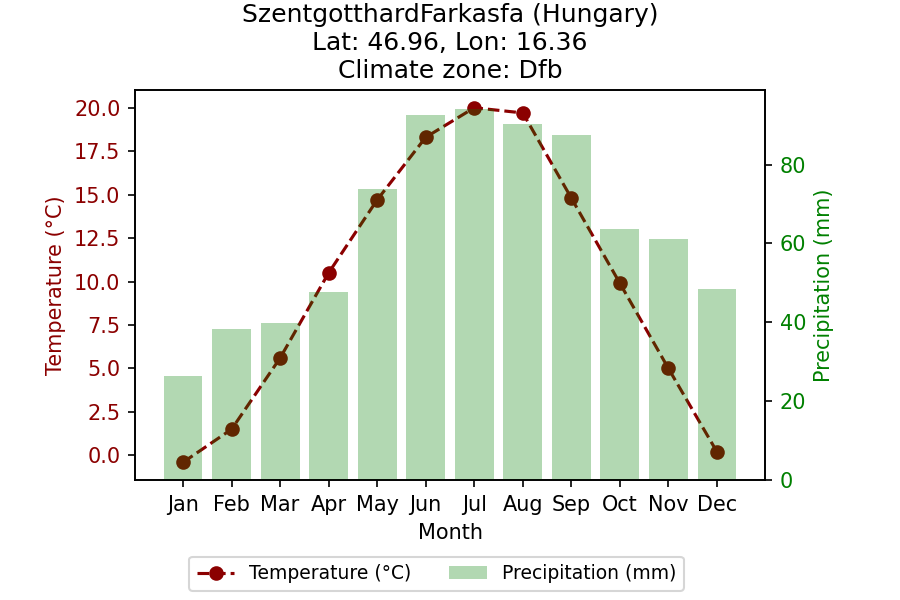 SzentgotthardFarkasfa (Hungary)
Lat: 46.96, Lon: 16.36
Climate zone: Dfb
20.0
17.5
15.0
12.5
10.0
7.5
5.0
2.5
0.0
Temperature (°C)
80
60
40
20
0
Precipitation (mm)
Jan Feb Mar Apr May Jun Jul Aug Sep Oct Nov Dec
Month
Temperature (°C) Precipitation (mm)